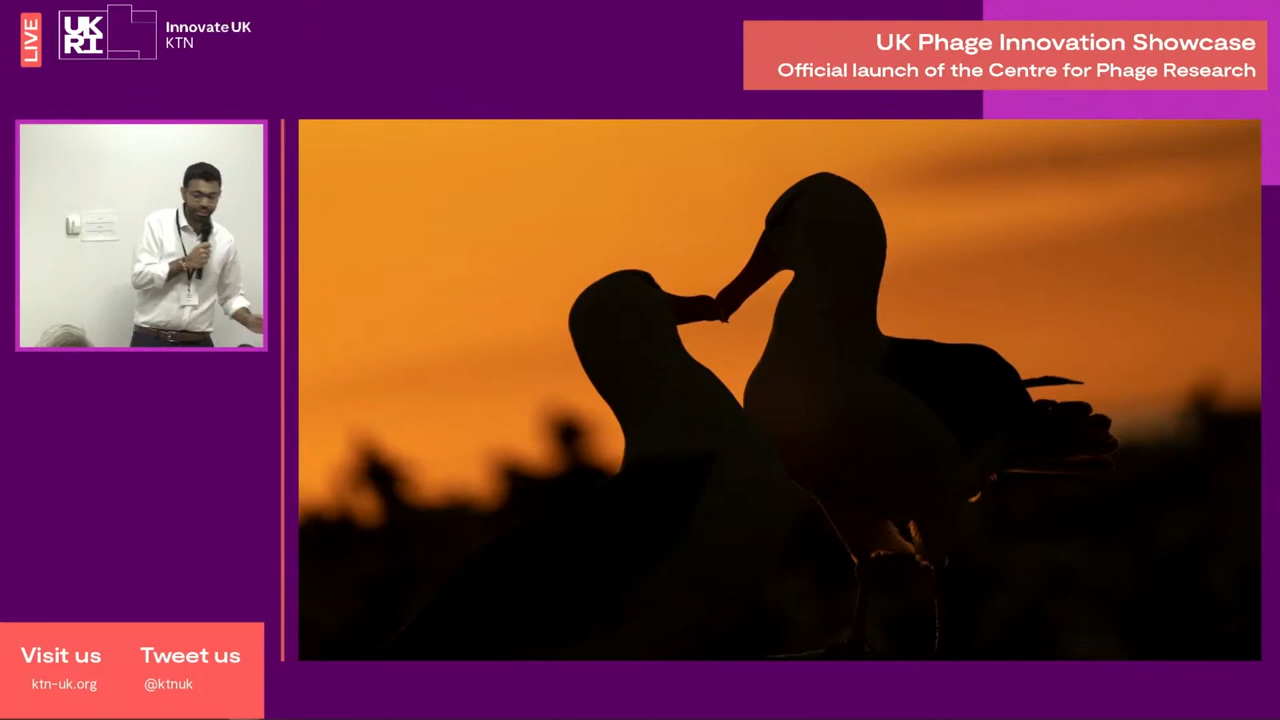 LIVE
UK
RI
Innovate UK
KTN
UK Phage Innovation Showcase
Official launch of the Centre for Phage Research
Visit us
Tweet us
ktn-uk.org
@ktnuk